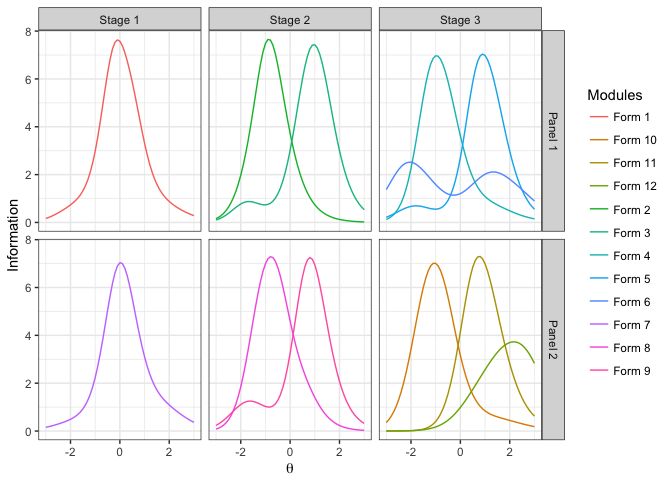 Stage 1
Stage 2
Stage 3
8
6
4
2
0
Panel 1
8
6
4
2
0
Panel 2
Information
-2 0 2
-2 0 2
-2 0 2
θ
Modules
Form 1
Form 10
Form 11
Form 12
Form 2
Form 3
Form 4
Form 5
Form 6
Form 7
Form 8
Form 9